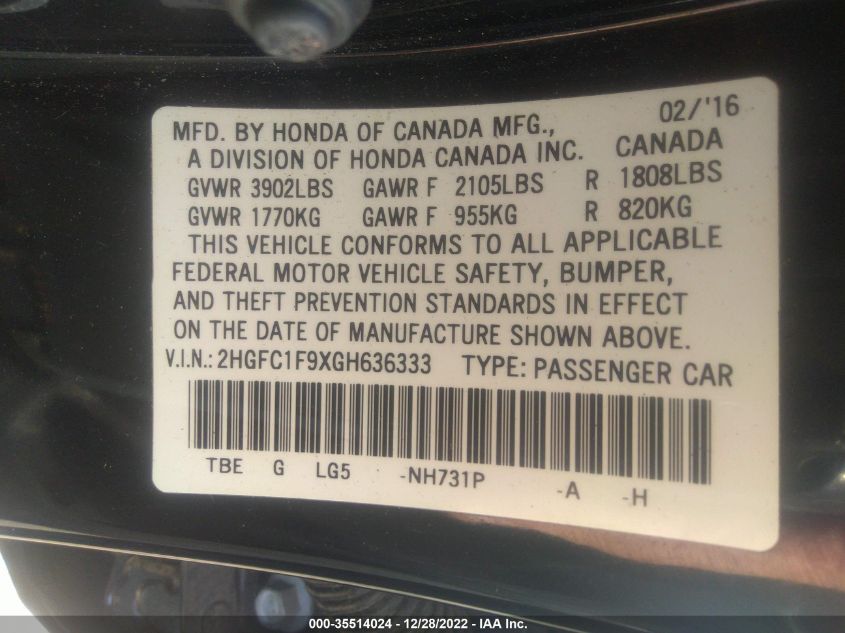 02/'16
MFD. BY HONDA OF CANADA MFG.,
A DIVISION OF HONDA CANADA INC. CANADA
GVWR 3902LBS GAWR F 2105LBS R 1808LBS
GVWR 1770KG GAWR F 955KG R 820KG
THIS VEHICLE CONFORMS TO ALL APPLICABLE
FEDERAL MOTOR VEHICLE SAFETY, BUMPER,
AND THEFT PREVENTION STANDARDS IN EFFECT
ON THE DATE OF MANUFACTURE SHOWN ABOVE.
V.I.N.: 2HGFC1F9XGH636333 TYPE: PASSENGER CAR
TBE G LG5 -NH731P -A -H
000-35514024 - 12/28/2022 - IAA Inc.